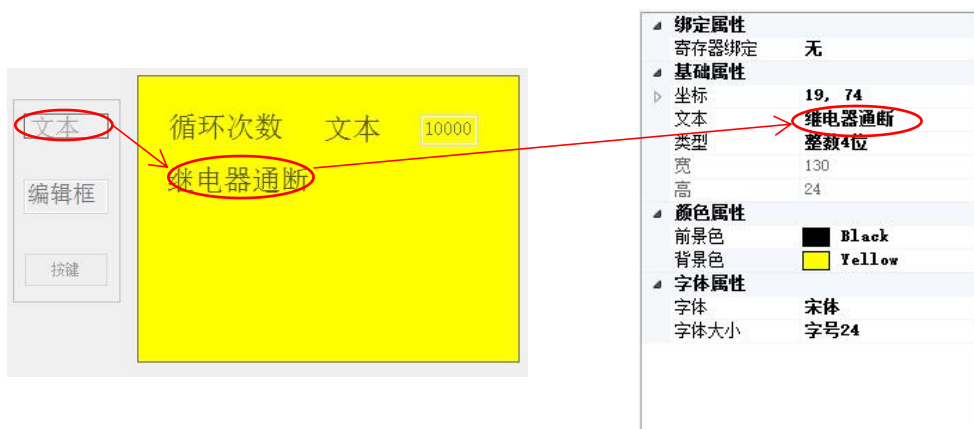 文本
编辑框
按键
循环次数 文本 10000
继电器通断
绑定属性
寄存器绑定 无
基础属性
坐标 19, 74
文本 继电器通断
类型 整数4位
宽 130
高 24
颜色属性
前景色 Black
背景色 Yellow
字体属性
字体 宋体
字体大小 字号24